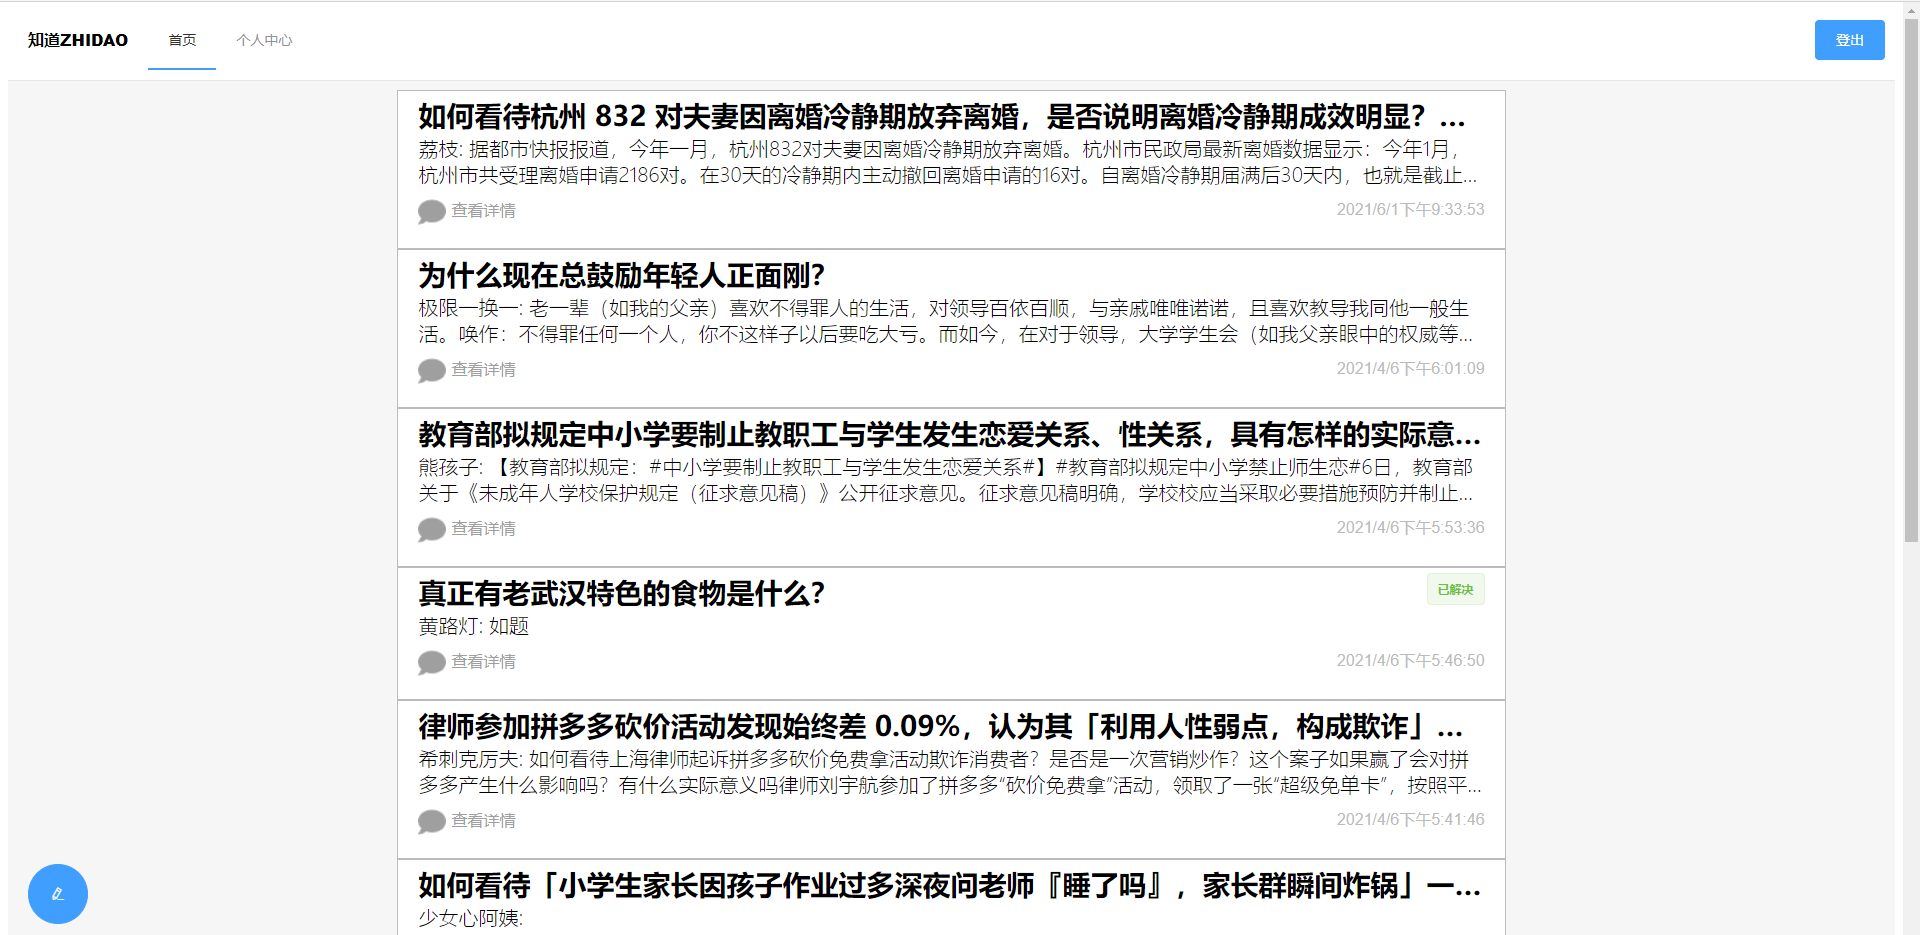 知道ZHIDAO
首页
个人中心
登出
如何看待杭州 832 对夫妻因离婚冷静期放弃离婚，是否说明离婚冷静期成效明显？...
荔枝: 据都市快报报道，今年一月，杭州832对夫妻因离婚冷静期放弃离婚。杭州市民政局最新离婚数据显示：今年1月，
杭州市共受理离婚申请2186对。在30天的冷静期内主动撤回离婚申请的16对。自离婚冷静期届满后30天内，也就是截止...
查看详情
2021/6/1下午9:33:53
为什么现在总鼓励年轻人正面刚？
极限一换一: 老一辈（如我的父亲）喜欢不得罪人的生活，对领导百依百顺，与亲戚唯唯诺诺，且喜欢教导我同他一般生
活。唤作：不得罪任何一个人，你不这样子以后要吃大亏。而如今，在对于领导，大学学生会（如我父亲眼中的权威等...
查看详情
2021/4/6下午6:01:09
教育部拟规定中小学要制止教职工与学生发生恋爱关系、性关系，具有怎样的实际意...
熊孩子: 【教育部拟规定：#中小学要制止教职工与学生发生恋爱关系#】#教育部拟规定中小学禁止师生恋#6日，教育部
关于《未成年人学校保护规定（征求意见稿）》公开征求意见。征求意见稿明确，学校校应当采取必要措施预防并制止...
查看详情
2021/4/6下午5:53:36
真正有老武汉特色的食物是什么？
已解决
黄路灯: 如题
查看详情
2021/4/6下午5:46:50
律师参加拼多多砍价活动发现始终差 0.09%，认为其「利用人性弱点，构成欺诈」...
希刺克厉夫: 如何看待上海律师起诉拼多多砍价免费拿活动欺诈消费者？是否是一次营销炒作？这个案子如果赢了会对拼
多多产生什么影响吗？有什么实际意义吗律师刘宇航参加了拼多多“砍价免费拿”活动，领取了一张“超级免单卡”，按照平...
查看详情
2021/4/6下午5:41:46
如何看待「小学生家长因孩子作业过多深夜问老师『睡了吗』，家长群瞬间炸锅」一...
少女心阿姨: